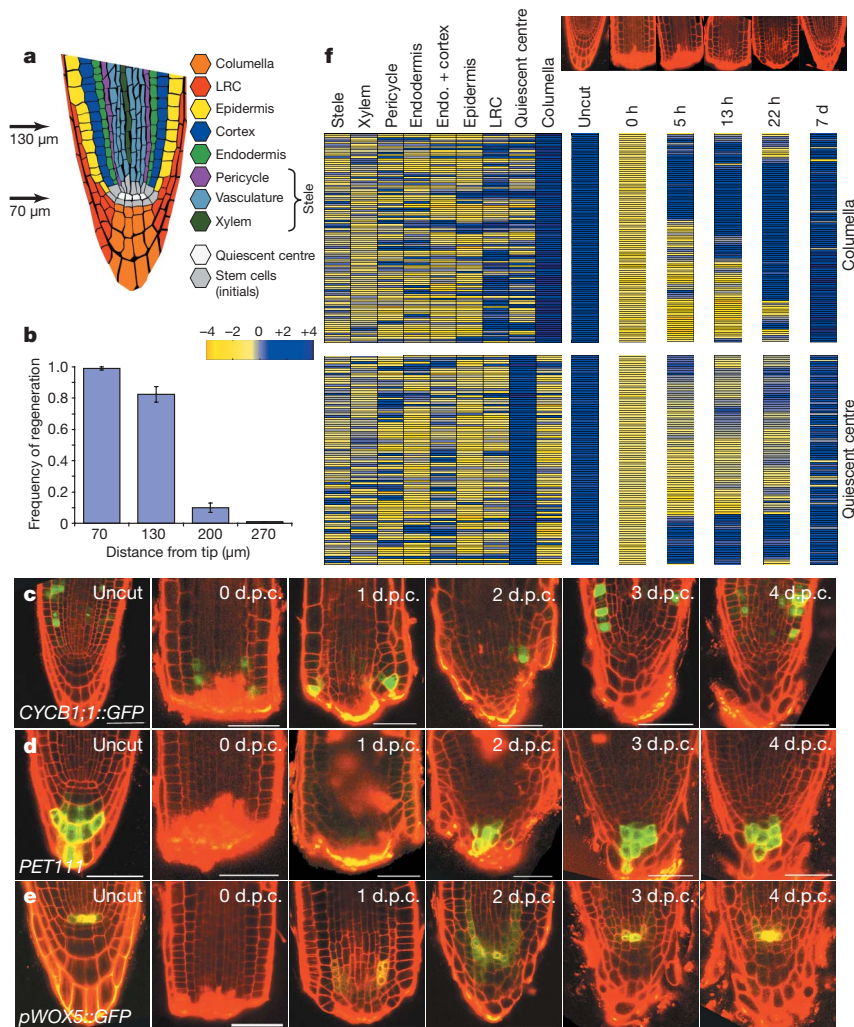 a
130 µm
70 µm
Columella
LRC
Epidermis
Cortex
Endodermis
Pericycle
Vasculature
Xylem
Stele
Quiescent centre
Stem cells
(initials)
b
−4 −2 0 +2 +4
Frequency of regeneration
1.0
0.8
0.6
0.4
0.2
0
70 130 200 270
Distance from tip (µm)
f
Stele
Xylem
Pericycle
Endodermis
Endo. + cortex
Epidermis
LRC
Quiescent centre
Columella
Uncut
0 h
5 h
13 h
22 h
7 d
Columella
Quiescent centre
c Uncut 0 d.p.c. 1 d.p.c. 2 d.p.c. 3 d.p.c. 4 d.p.c.
CYCB1;1::GFP
d Uncut 0 d.p.c. 1 d.p.c. 2 d.p.c. 3 d.p.c. 4 d.p.c.
PET111
e Uncut 0 d.p.c. 1 d.p.c. 2 d.p.c. 3 d.p.c. 4 d.p.c.
pWOX5::GFP